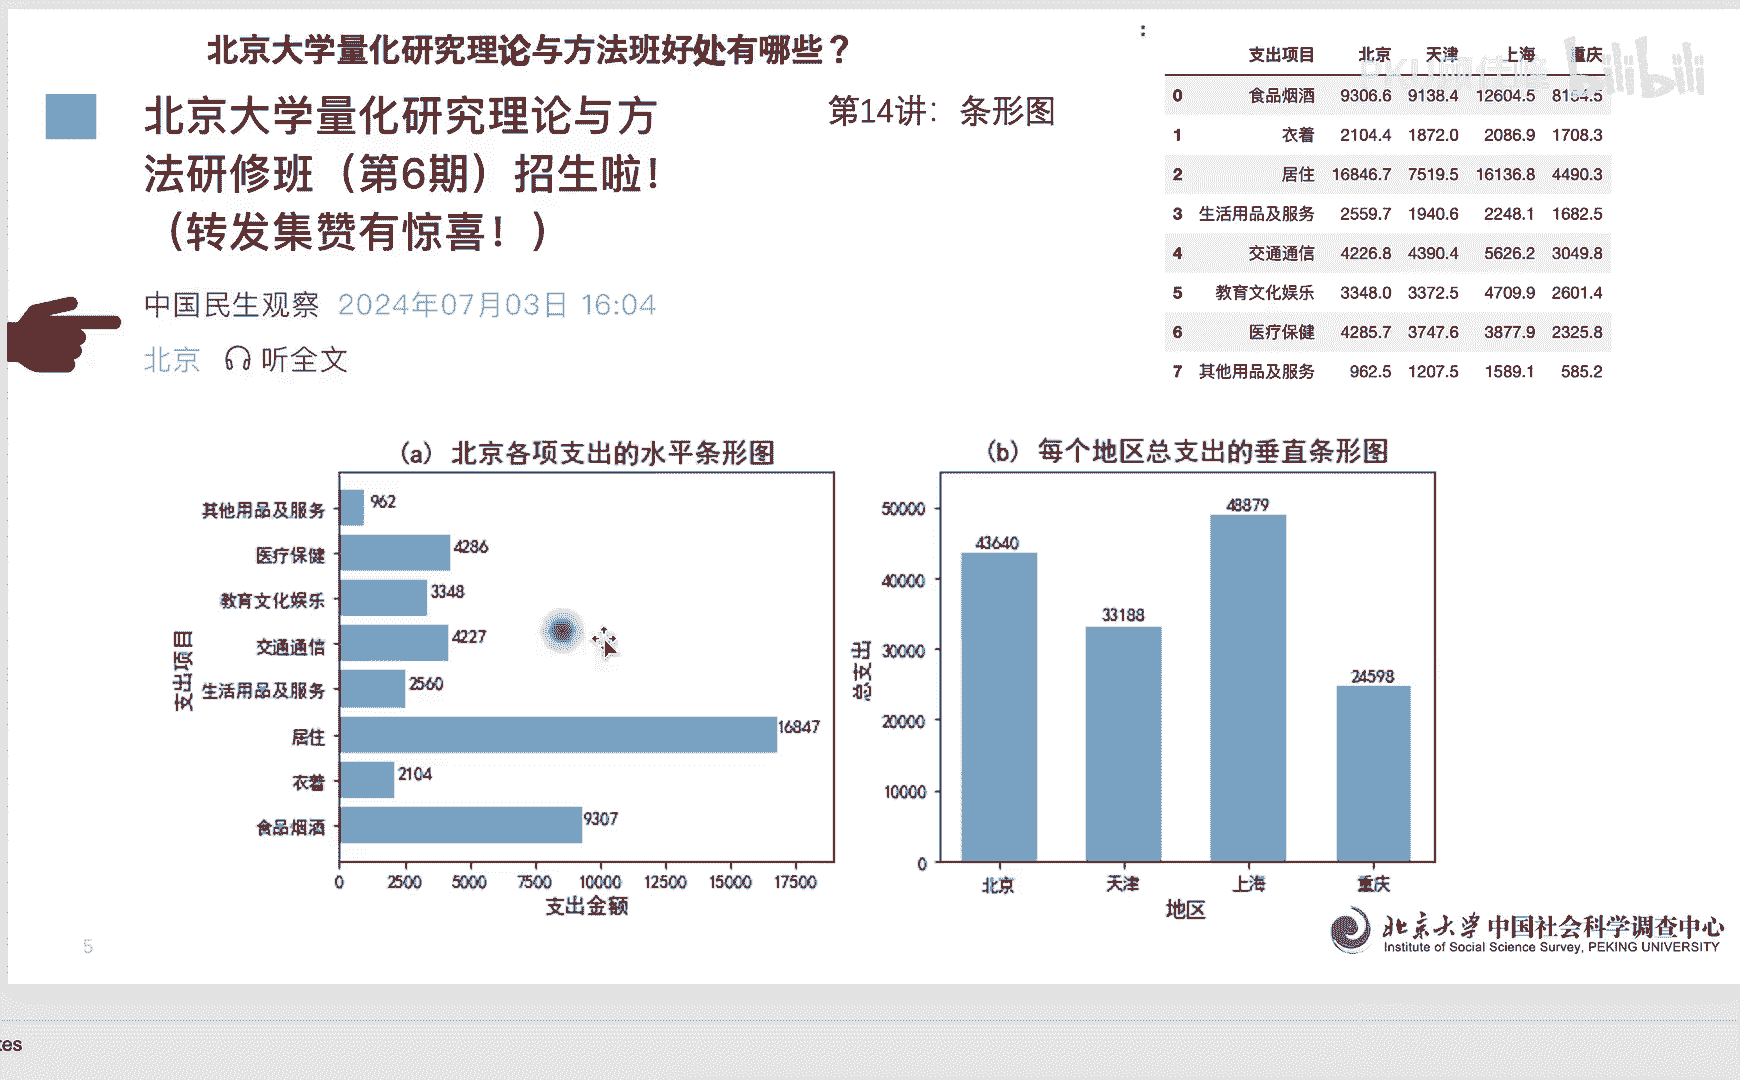 北京大学量化研究理论与方法班好处有哪些？
北京大学量化研究理论与方
法研修班（第6期）招生啦！
（转发集赞有惊喜！）
中国民生观察 2024年07月03日 16:04
北京 听全文
第14讲：条形图
:
支出项目 北京 天津 上海 重庆
0 食品烟酒 9306.6 9138.4 12604.5 8154.5
1 衣着 2104.4 1872.0 2086.9 1708.3
2 居住 16846.7 7519.5 16136.8 4490.3
3 生活用品及服务 2559.7 1940.6 2248.1 1682.5
4 交通通信 4226.8 4390.4 5626.2 3049.8
5 教育文化娱乐 3348.0 3372.5 4709.9 2601.4
6 医疗保健 4285.7 3747.6 3877.9 2325.8
7 其他用品及服务 962.5 1207.5 1589.1 585.2
bilibili
(a) 北京各项支出的水平条形图
支出项目
其他用品及服务 962
医疗保健 4286
教育文化娱乐 3348
交通通信 4227
生活用品及服务 2560
居住 16847
衣着 2104
食品烟酒 9307
0 2500 5000 7500 10000 12500 15000 17500
支出金额
(b) 每个地区总支出的垂直条形图
总支出
50000
40000
30000
20000
10000
0
43640 33188 48879 24598
北京 天津 上海 重庆
地区
北京大学 中国社会科学调查中心
Institute of Social Science Survey, PEKING UNIVERSITY
5
tes